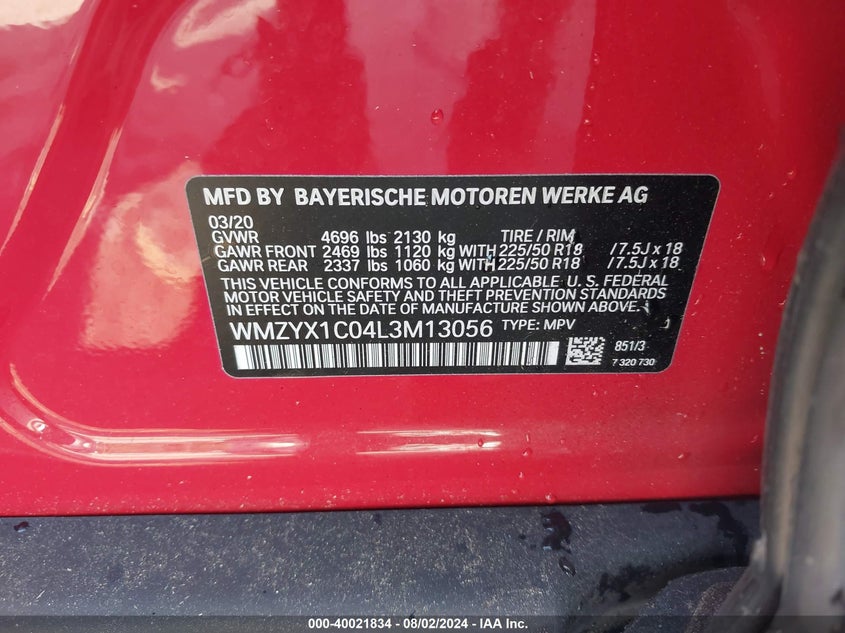 MFD BY BAYERISCHE MOTOREN WERKE AG
03/20
GVWR 4696 lbs 2130 kg TIRE / RIM
GAWR FRONT 2469 lbs 1120 kg WITH 225/50 R18 / 7.5J x 18
GAWR REAR 2337 lbs 1060 kg WITH 225/50 R18 / 7.5J x 18
THIS VEHICLE CONFORMS TO ALL APPLICABLE U. S. FEDERAL
MOTOR VEHICLE SAFETY AND THEFT PREVENTION STANDARDS
IN EFFECT ON THE DATE OF MANUFACTURE SHOWN ABOVE.
WMZYX1C04L3M13056 TYPE: MPV
851/3
7 320 730
000-40021834 - 08/02/2024 - IAA Inc.